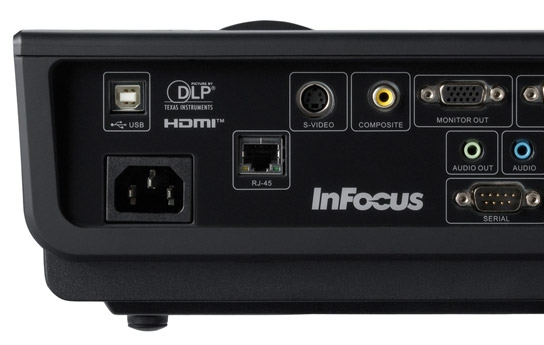 USB
PICTURE BY
DLP®
TEXAS INSTRUMENTS
HDMI™
S-VIDEO
COMPOSITE
MONITOR OUT
RJ-45
AUDIO OUT
AUDIO
InFocus
SERIAL